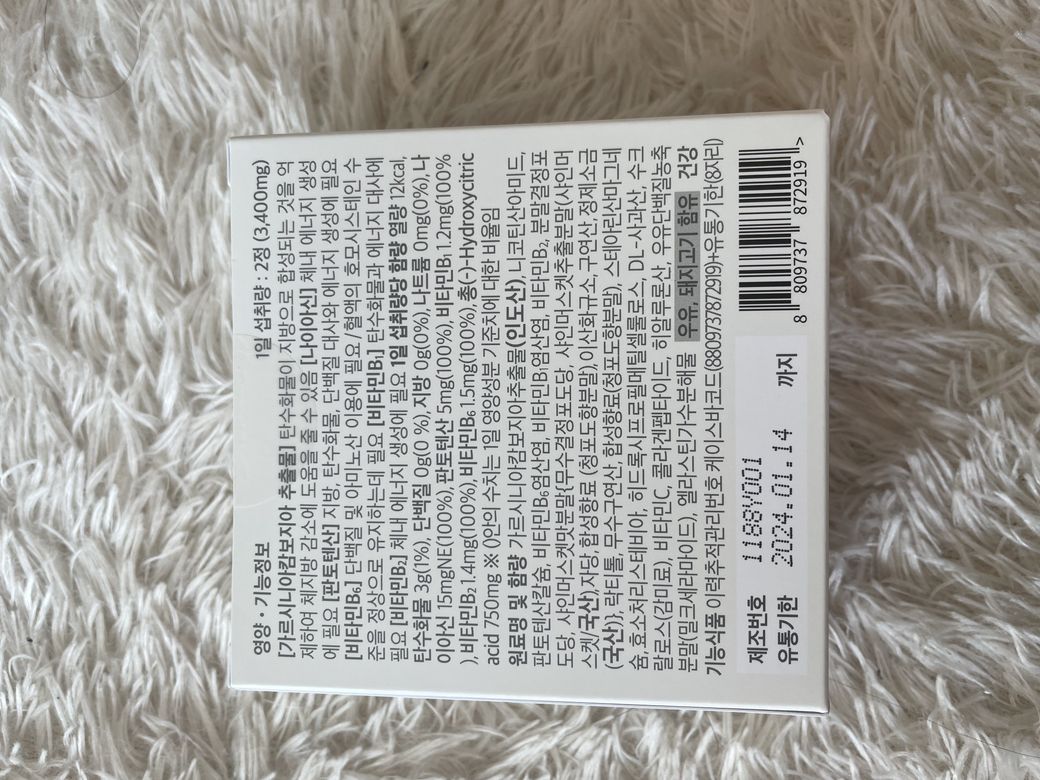 영양・기능정보 1일 섭취량 : 2정 (3,400mg)
[가르시니아캄보지아 추출물] 탄수화물이 지방으로 합성되는 것을 억
제하여 체지방 감소에 도움을 줄 수 있음 [나이아신] 체내 에너지 생성
에 필요 [판토텐산] 지방, 탄수화물, 단백질 대사와 에너지 생성에 필요
[비타민B₆] 단백질 및 아미노산 이용에 필요 / 혈액의 호모시스테인 수
준을 정상으로 유지하는데 필요 [비타민B₁] 탄수화물과 에너지 대사에
필요 [비타민B₂] 체내 에너지 생성에 필요 1일 섭취량당 함량 열량 12kcal,
탄수화물 3g(1%), 단백질 0g(0 %), 지방 0g(0%), 나트륨 0mg(0%), 나
이아신 15mgNE(100%), 판토텐산 5mg(100%), 비타민B₁ 1.2mg(100%
), 비타민B₂ 1.4mg(100%), 비타민B₆ 1.5mg(100%), 총(-)-Hydroxycitric
acid 750mg ※ ( )안의 수치는 1일 영양성분 기준치에 대한 비율임
원료명 및 함량 가르시니아캄보지아추출물(인도산), 니코틴산아미드,
판토텐산칼슘, 비타민B₆염산염, 비타민B₁염산염, 비타민B₂, 분말결정포
도당, 샤인머스켓맛분말(무수결정포도당, 샤인머스켓추출분말(샤인머
스켓/국산),자당,합성향료(청포도향분말),이산화규소,구연산,정제소금
(국산)), 락티톨, 무수구연산, 합성향료(청포도향분말), 스테아린산마그네
슘, 효소처리스테비아, 히드록시프로필메틸셀룰로스, DL-사과산, 수크
랄로스(감미료), 비타민C, 콜라겐펩타이드, 히알루론산, 우유단백질농축
분말(밀크세라마이드), 엘라스틴가수분해물 우유, 돼지고기 함유 건강
기능식품 이력추적관리번호 케이스바코드(8809737872919)+유통기한(8자리)
제조번호 1188Y001
유통기한 2024.01.14 까지
8 809737 872919 >